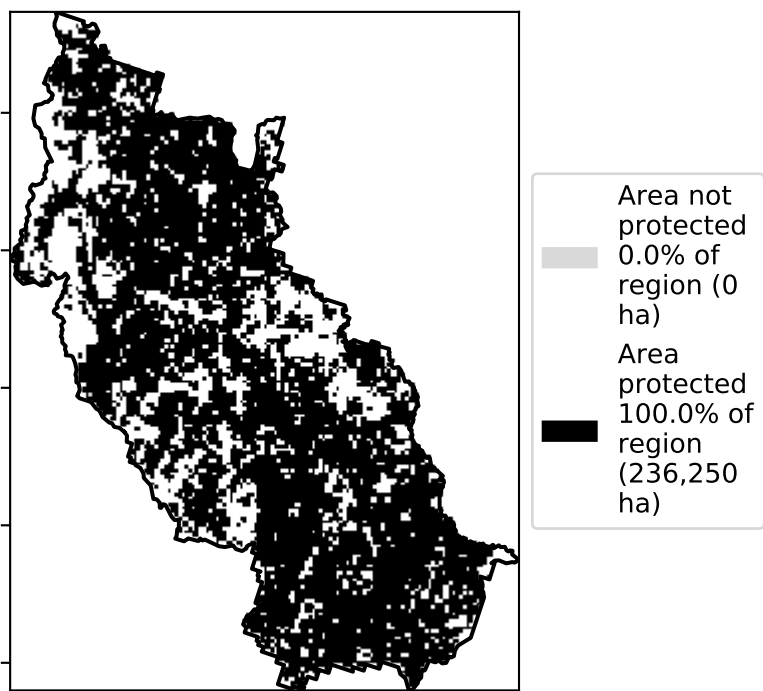 Area not
protected
0.0% of
region (0
ha)
Area
protected
100.0% of
region
(236,250
ha)